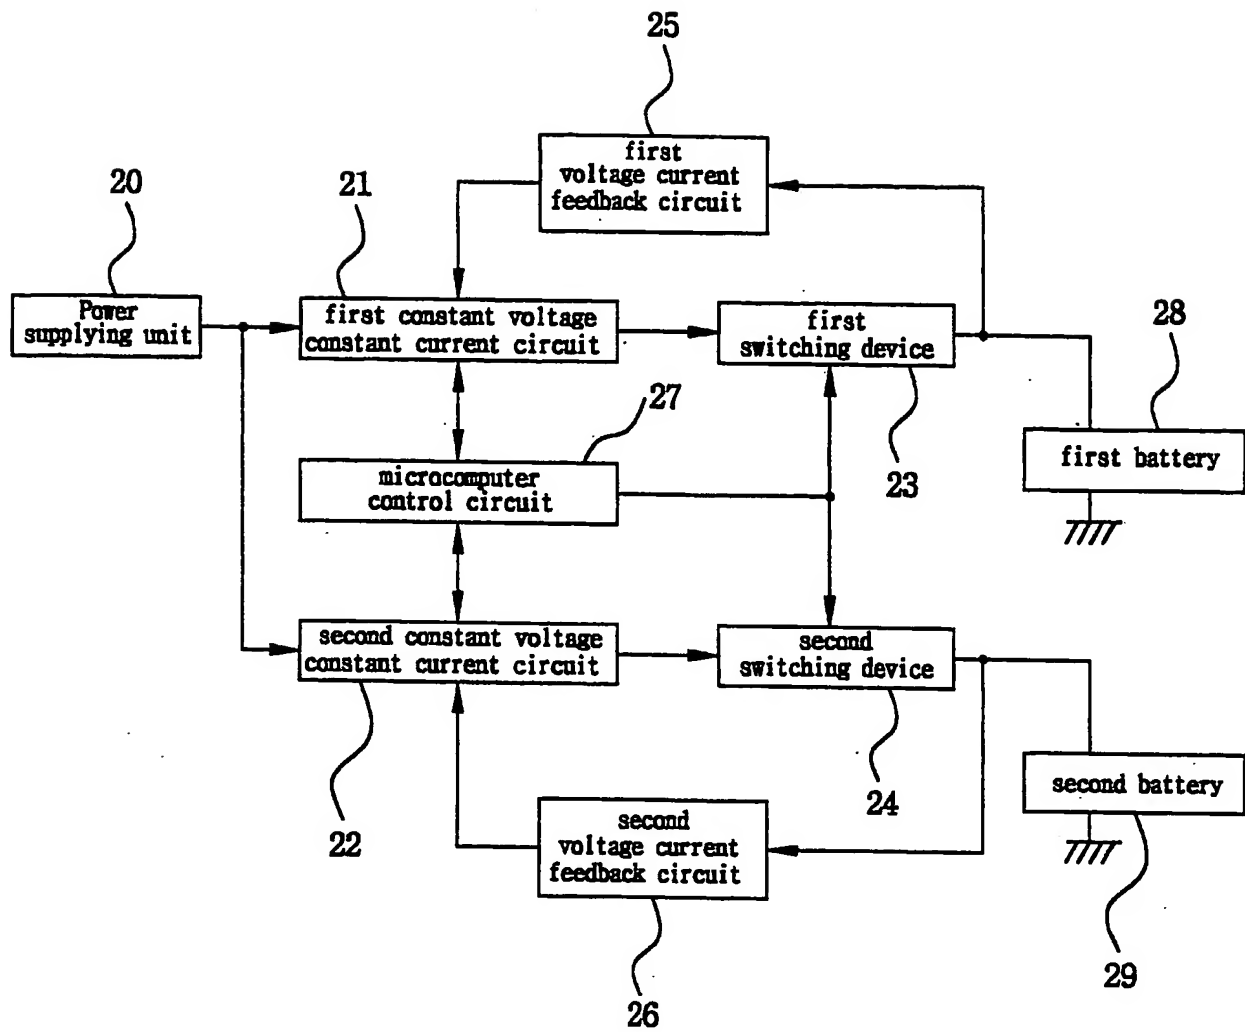 25
first
voltage current
feedback circuit
20
21
Power
supplying unit
first constant voltage
constant current circuit
first
switching device
28
27
23
first battery
microcomputer
control circuit
second constant voltage
constant current circuit
second
switching device
22
24
second battery
second
voltage current
feedback circuit
29
26